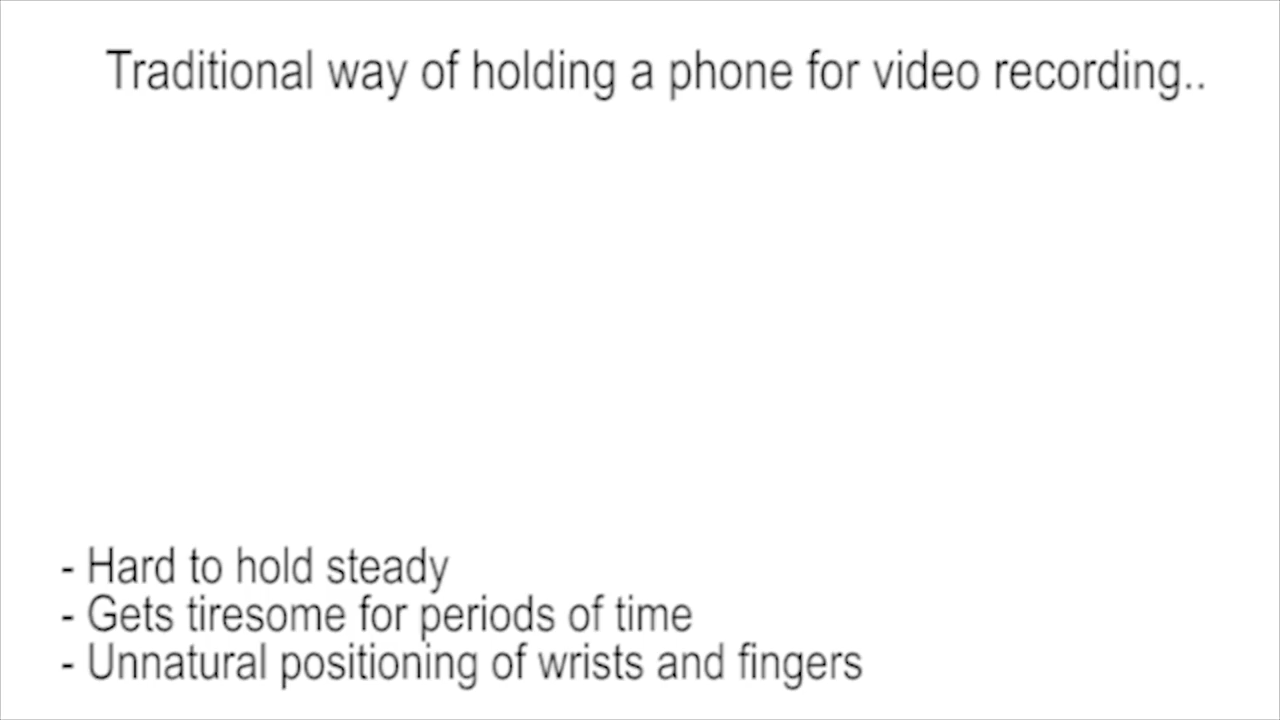 Traditional way of holding a phone for video recording..
- Hard to hold steady
- Gets tiresome for periods of time
- Unnatural positioning of wrists and fingers